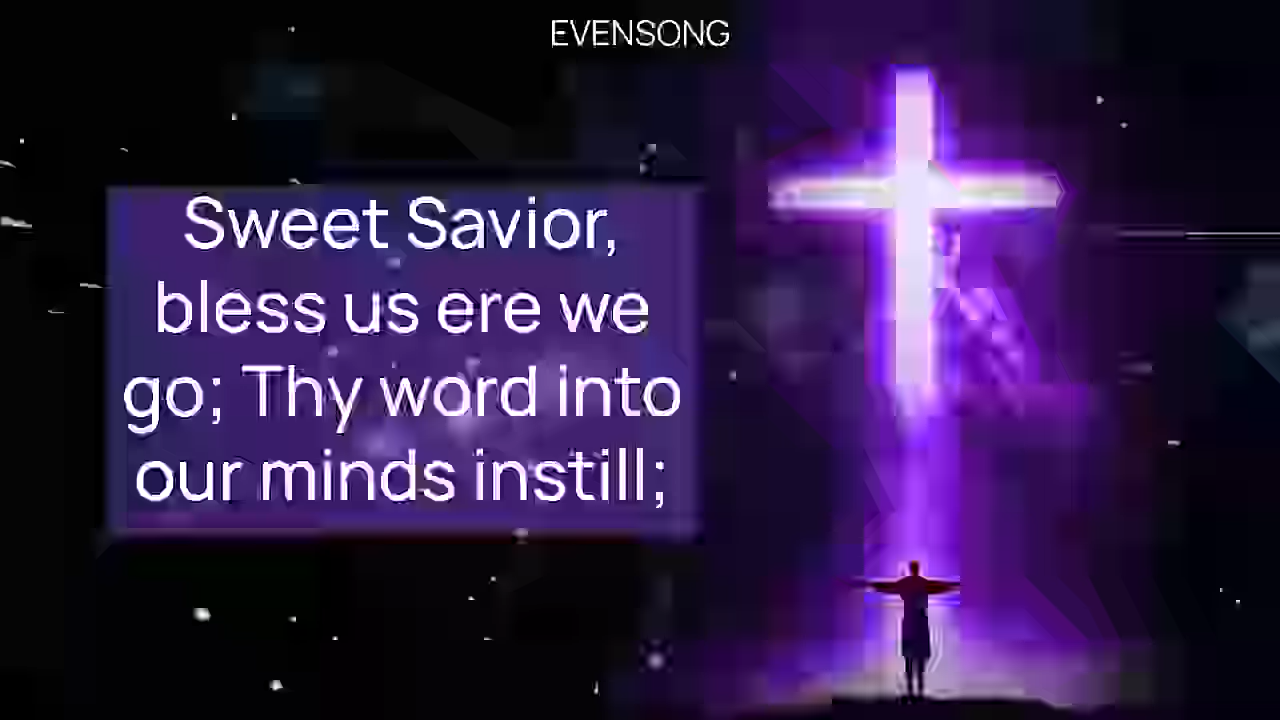 EVENSONG
Sweet Savior,
bless us ere we
go; Thy word into
our minds instill;